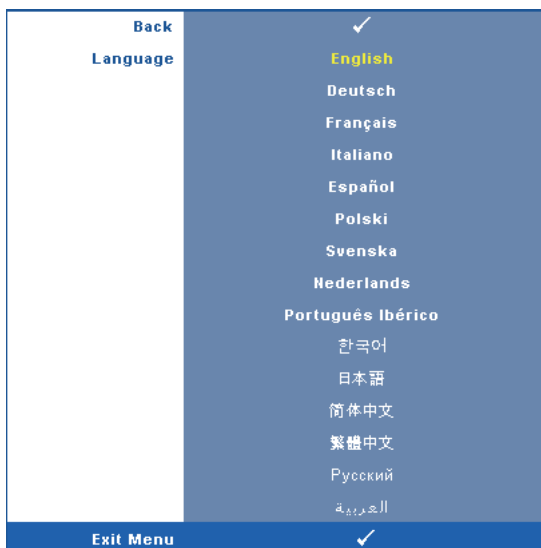 Back ✓
Language English
Deutsch
Français
Italiano
Español
Polski
Svenska
Nederlands
Português Ibérico
한국어
日本語
简体中文
繁體中文
Русский
العربية
Exit Menu ✓